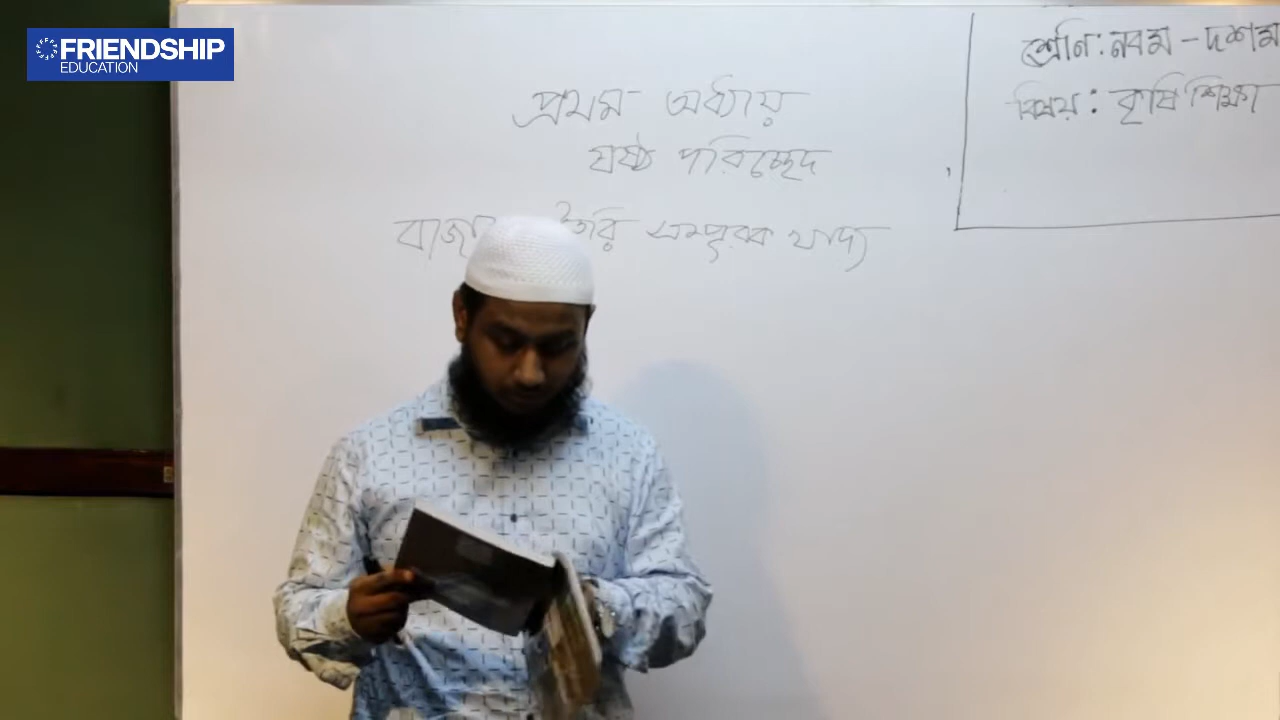 FRIENDSHIP
EDUCATION
শ্রেণি: নবম - দশম
বিষয়: কৃষি শিক্ষা
প্রথম অধ্যায়
ষষ্ঠ পরিচ্ছেদ
তৈরি সম্পূরক খাদ্য